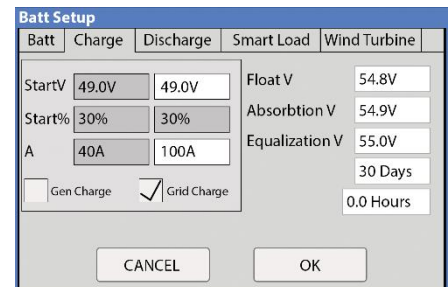 Batt Setup
Batt Charge Discharge Smart Load Wind Turbine
StartV 49.0V 49.0V Float V 54.8V
Start% 30% 30% Absorbtion V 54.9V
A 40A 100A Equalization V 55.0V
30 Days
Gen Charge Grid Charge 0.0 Hours
CANCEL OK